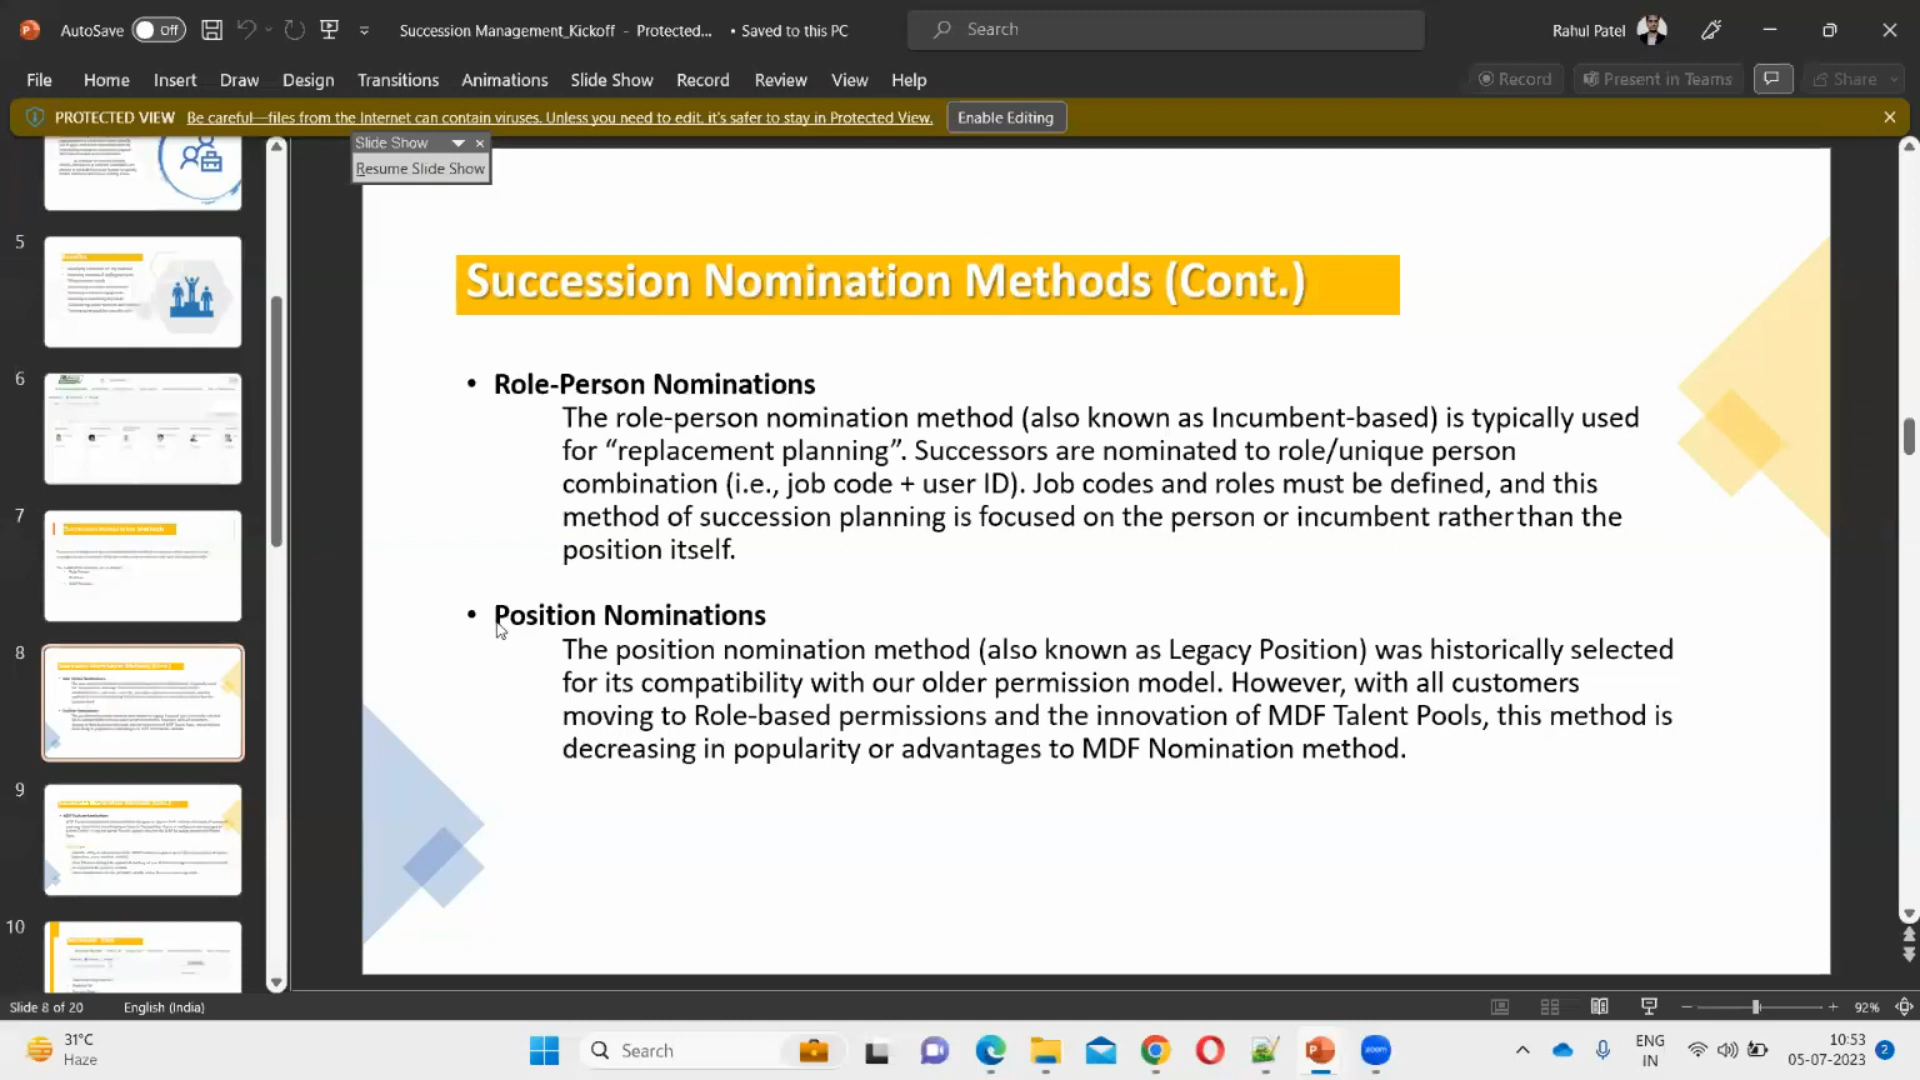 AutoSave Off Succession Management_Kickoff - Protected... • Saved to this PC Search Rahul Patel
File Home Insert Draw Design Transitions Animations Slide Show Record Review View Help Record Present in Teams Share
PROTECTED VIEW Be careful—files from the Internet can contain viruses. Unless you need to edit, it's safer to stay in Protected View. Enable Editing
Slide Show
Resume Slide Show
5
6
7
8
9
10
Succession Nomination Methods (Cont.)
• Role-Person Nominations
The role-person nomination method (also known as Incumbent-based) is typically used
for “replacement planning”. Successors are nominated to role/unique person
combination (i.e., job code + user ID). Job codes and roles must be defined, and this
method of succession planning is focused on the person or incumbent rather than the
position itself.
• Position Nominations
The position nomination method (also known as Legacy Position) was historically selected
for its compatibility with our older permission model. However, with all customers
moving to Role-based permissions and the innovation of MDF Talent Pools, this method is
decreasing in popularity or advantages to MDF Nomination method.
Slide 8 of 20 English (India) 92%
31°C
Haze
Search
zoom
ENG
IN
10:53
05-07-2023
2